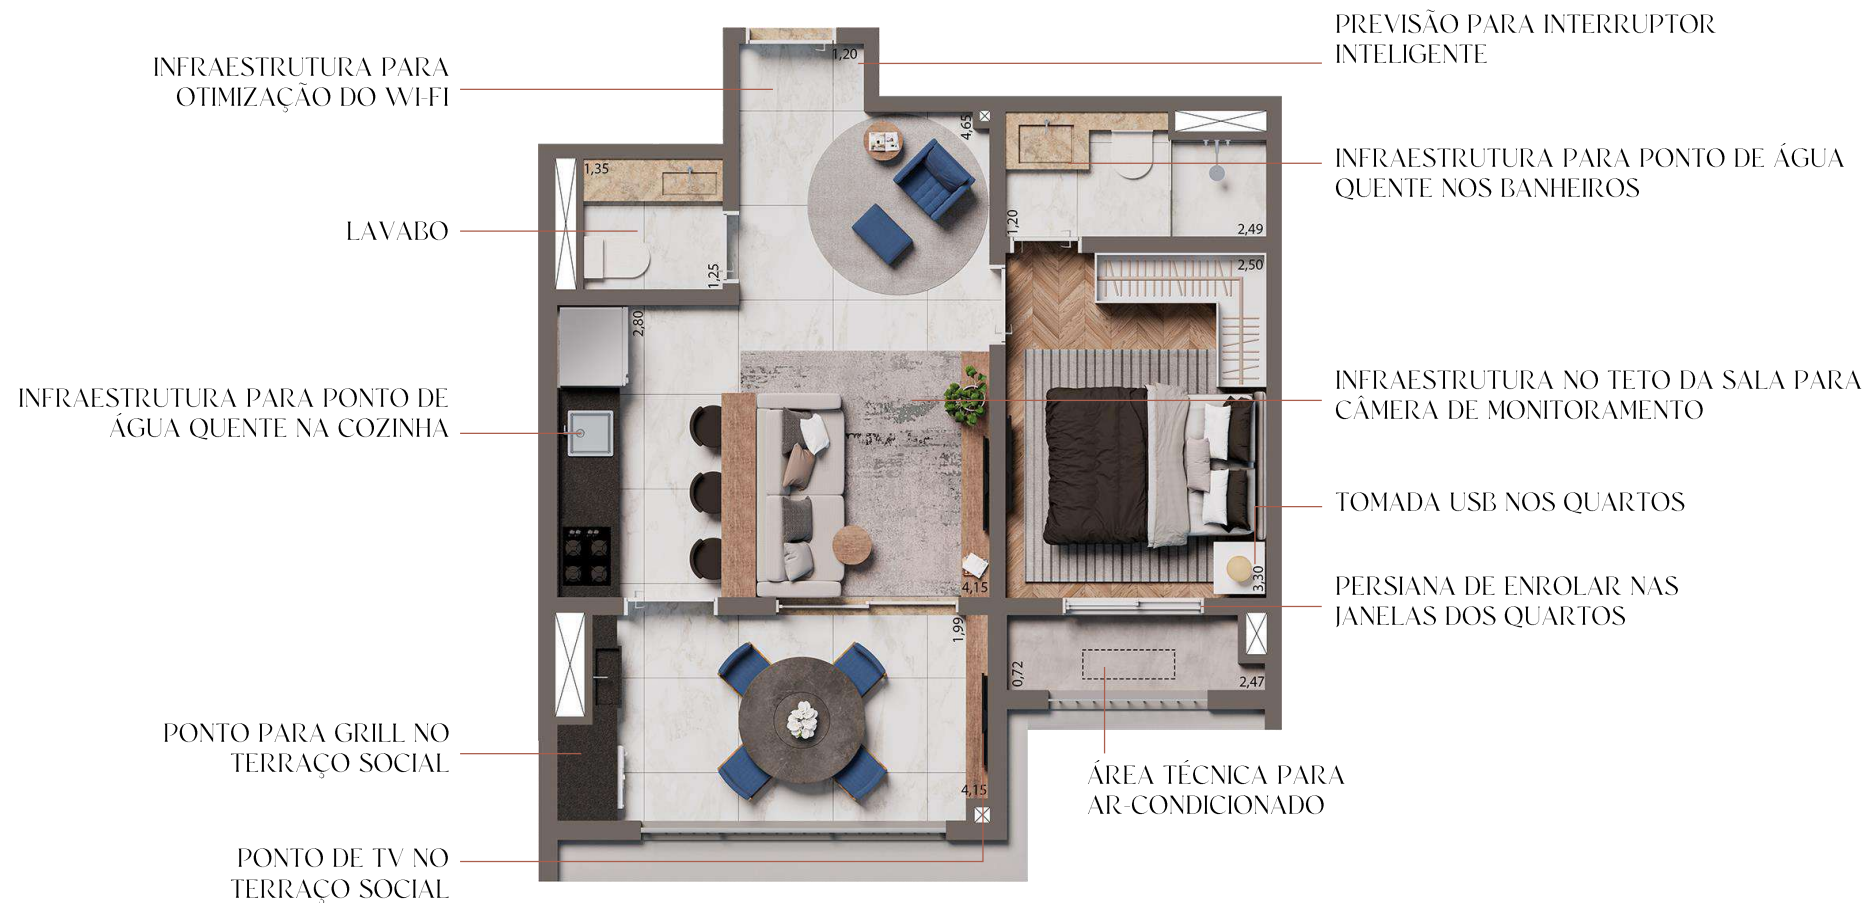 INFRAESTRUTURA PARA
OTIMIZAÇÃO DO WI-FI
LAVABO
INFRAESTRUTURA PARA PONTO DE
ÁGUA QUENTE NA COZINHA
PONTO PARA GRILL NO
TERRAÇO SOCIAL
PONTO DE TV NO
TERRAÇO SOCIAL
1,20
4,65
1,35
1,25
2,80
1,20
2,49
2,50
4,15
3,30
1,99
0,72
2,47
4,15
PREVISÃO PARA INTERRUPTOR
INTELIGENTE
INFRAESTRUTURA PARA PONTO DE ÁGUA
QUENTE NOS BANHEIROS
INFRAESTRUTURA NO TETO DA SALA PARA
CÂMERA DE MONITORAMENTO
TOMADA USB NOS QUARTOS
PERSIANA DE ENROLAR NAS
JANELAS DOS QUARTOS
ÁREA TÉCNICA PARA
AR-CONDICIONADO